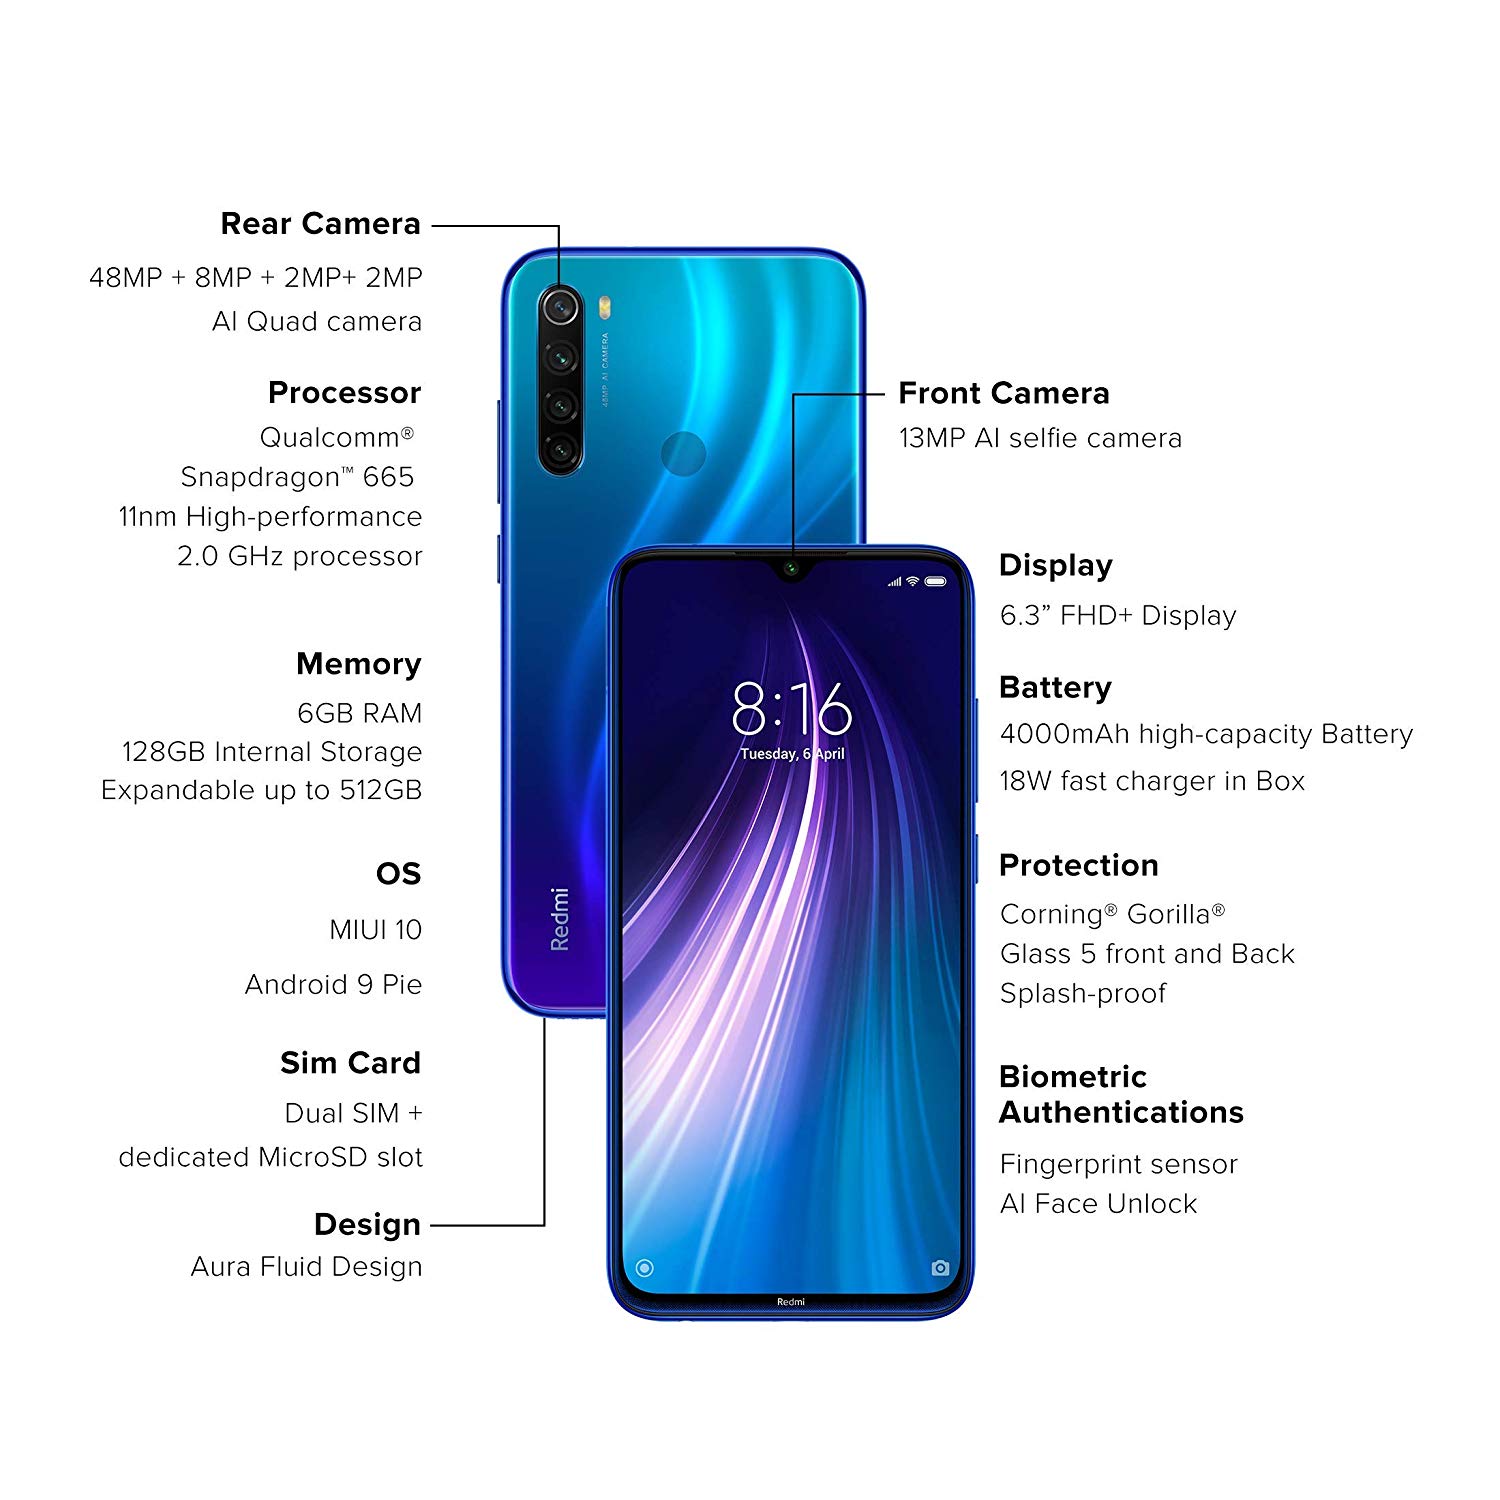 Rear Camera
48MP + 8MP + 2MP+ 2MP
AI Quad camera
Processor
Qualcomm®
Snapdragon™ 665
11nm High-performance
2.0 GHz processor
Memory
6GB RAM
128GB Internal Storage
Expandable up to 512GB
OS
MIUI 10
Android 9 Pie
Sim Card
Dual SIM +
dedicated MicroSD slot
Design
Aura Fluid Design
48MP AI CAMERA
Redmi
8:16
Tuesday, 6 April
Redmi
Front Camera
13MP AI selfie camera
Display
6.3” FHD+ Display
Battery
4000mAh high-capacity Battery
18W fast charger in Box
Protection
Corning® Gorilla®
Glass 5 front and Back
Splash-proof
Biometric
Authentications
Fingerprint sensor
AI Face Unlock